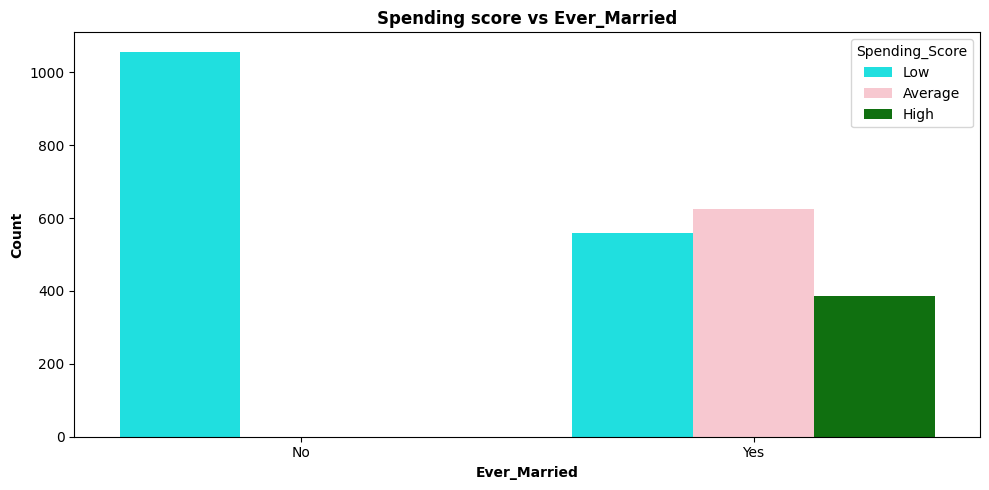 Spending score vs Ever_Married
Spending_Score
Low
Average
High
Count
1000
800
600
400
200
0
No
Yes
Ever_Married